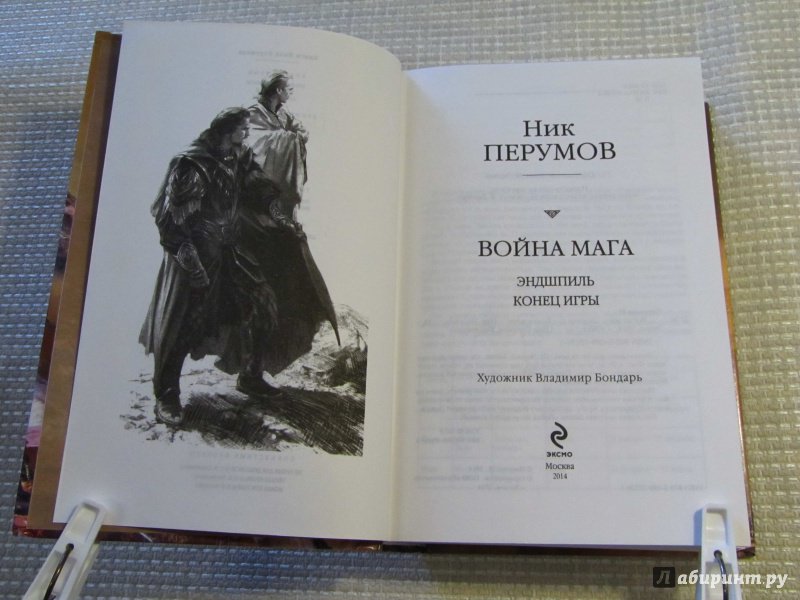 Ник
ПЕРУМОВ
ВОЙНА МАГА
ЭНДШПИЛЬ
КОНЕЦ ИГРЫ
Художник Владимир Бондарь
ЭКСМО
Москва
2014
Лабиринт.ру